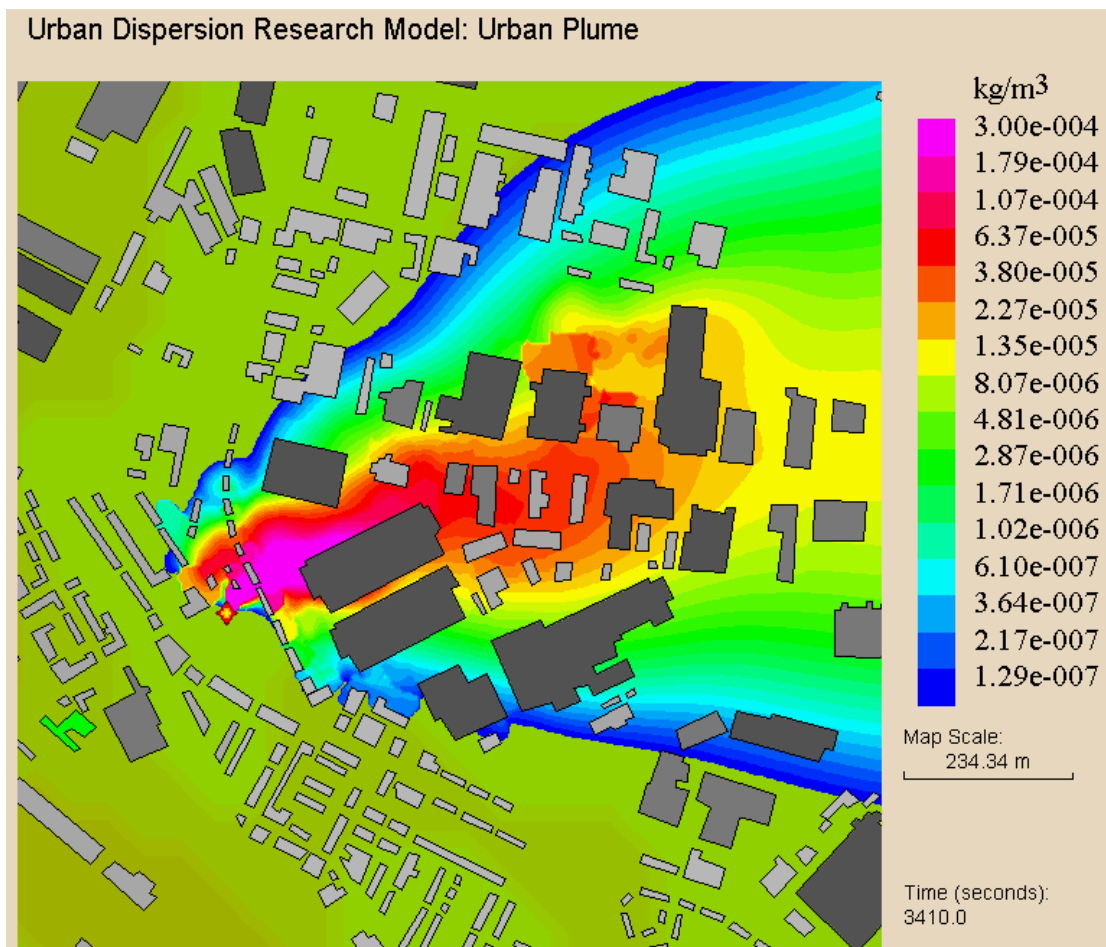 Urban Dispersion Research Model: Urban Plume
kg/m3
3.00e-004
1.79e-004
1.07e-004
6.37e-005
3.80e-005
2.27e-005
1.35e-005
8.07e-006
4.81e-006
2.87e-006
1.71e-006
1.02e-006
6.10e-007
3.64e-007
2.17e-007
1.29e-007
Map Scale:
234.34 m
Time (seconds):
3410.0